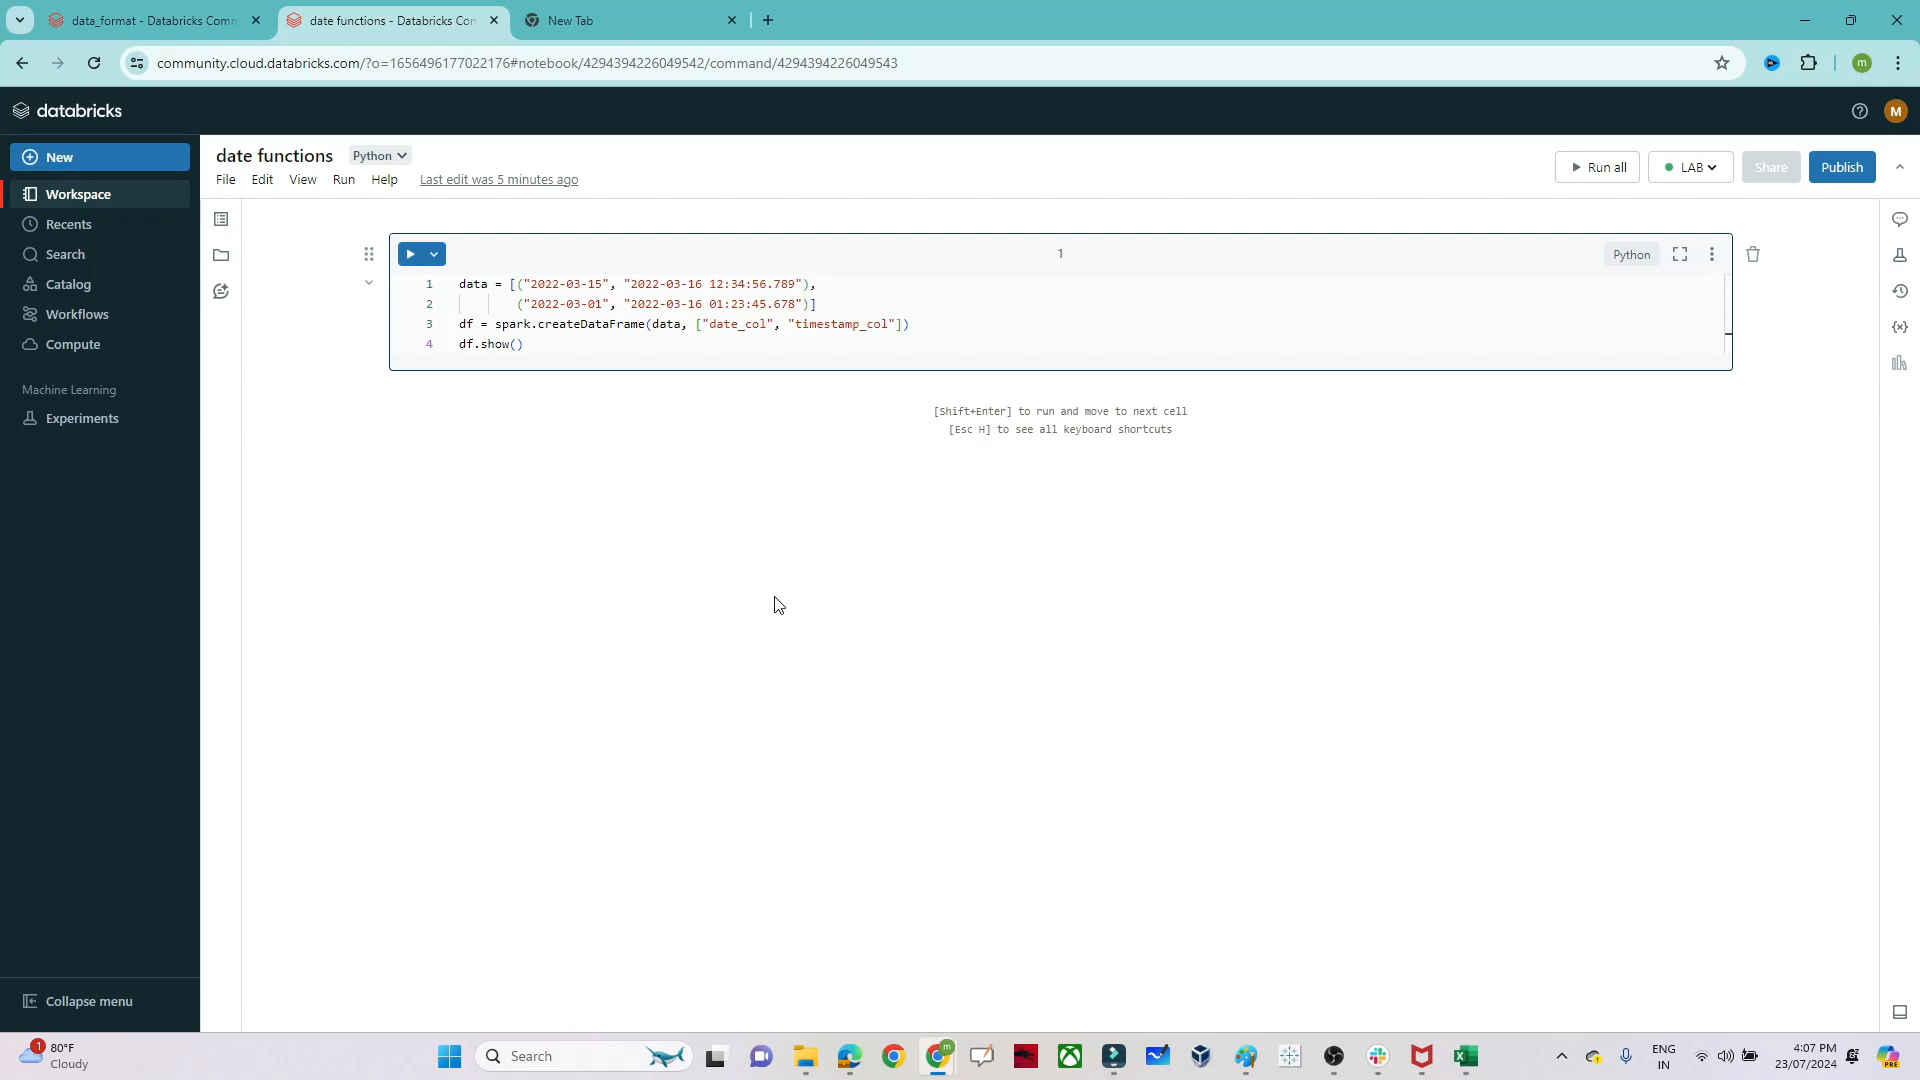 data_format - Databricks Comm
date functions - Databricks Con
New Tab
community.cloud.databricks.com/?o=1656496177022176#notebook/4294394226049542/command/4294394226049543
m
databricks
M
New
date functions
Python
Workspace
File
Edit
View
Run
Help
Last edit was 5 minutes ago
Run all
LAB
Share
Publish
Recents
Search
Catalog
Workflows
Compute
Machine Learning
Experiments
1
Python
1 data = [("2022-03-15", "2022-03-16 12:34:56.789"),
2 ("2022-03-01", "2022-03-16 01:23:45.678")]
3 df = spark.createDataFrame(data, ["date_col", "timestamp_col"])
4 df.show()
[Shift+Enter] to run and move to next cell
[Esc H] to see all keyboard shortcuts
Collapse menu
1
80°F
Cloudy
Search
m
ENG
IN
4:07 PM
23/07/2024
PRE